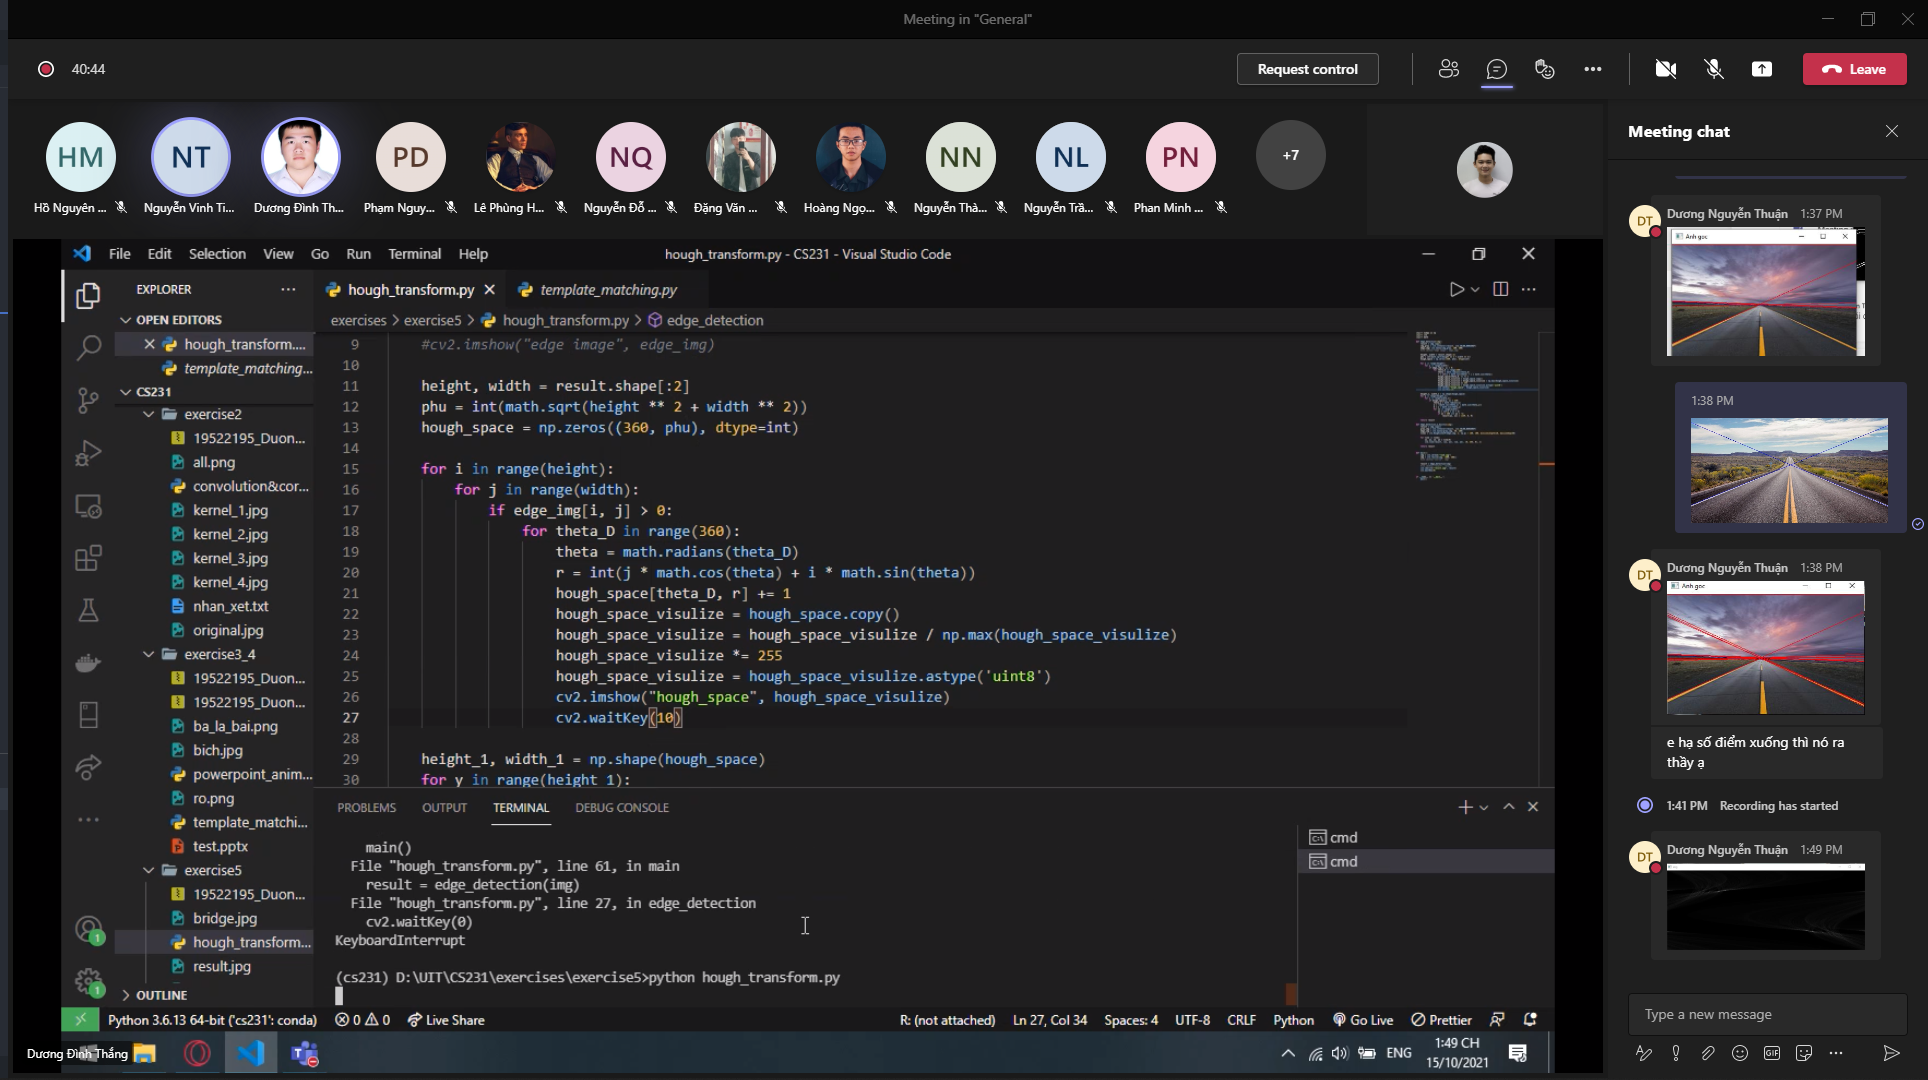 Meeting in "General"
40:44
Request control
Leave
HM
NT
PD
NQ
NN
NL
PN
+7
Hồ Nguyên ...
Nguyễn Vinh Ti...
Dương Đình Th...
Phạm Nguy...
Lê Phùng H...
Nguyễn Đỗ ...
Đặng Văn ...
Hoàng Ngọ...
Nguyễn Thà...
Nguyễn Trầ...
Phan Minh ...
File Edit Selection View Go Run Terminal Help
hough_transform.py - CS231 - Visual Studio Code
EXPLORER
OPEN EDITORS
hough_transform....
template_matching...
CS231
exercise2
19522195_Duon...
all.png
convolution&cor...
kernel_1.jpg
kernel_2.jpg
kernel_3.jpg
kernel_4.jpg
nhan_xet.txt
original.jpg
exercise3_4
19522195_Duon...
19522195_Duon...
ba_la_bai.png
bich.jpg
powerpoint_anim...
ro.png
template_matchi...
test.pptx
exercise5
19522195_Duon...
bridge.jpg
hough_transform...
result.jpg
OUTLINE
1
1
hough_transform.py
template_matching.py
exercises > exercise5 > hough_transform.py > edge_detection
9 #cv2.imshow("edge image", edge_img)
10
11 height, width = result.shape[:2]
12 phu = int(math.sqrt(height ** 2 + width ** 2))
13 hough_space = np.zeros((360, phu), dtype=int)
14
15 for i in range(height):
16 for j in range(width):
17 if edge_img[i, j] > 0:
18 for theta_D in range(360):
19 theta = math.radians(theta_D)
20 r = int(j * math.cos(theta) + i * math.sin(theta))
21 hough_space[theta_D, r] += 1
22 hough_space_visulize = hough_space.copy()
23 hough_space_visulize = hough_space_visulize / np.max(hough_space_visulize)
24 hough_space_visulize *= 255
25 hough_space_visulize = hough_space_visulize.astype('uint8')
26 cv2.imshow("hough_space", hough_space_visulize)
27 cv2.waitKey(10)
28
29 height_1, width_1 = np.shape(hough_space)
30 for y in range(height_1):
PROBLEMS OUTPUT TERMINAL DEBUG CONSOLE
main()
File "hough_transform.py", line 61, in main
result = edge_detection(img)
File "hough_transform.py", line 27, in edge_detection
cv2.waitKey(0)
KeyboardInterrupt
(cs231) D:\UIT\CS231\exercises\exercise5>python hough_transform.py
cmd
cmd
Python 3.6.13 64-bit ('cs231': conda)
0 0
Live Share
R: (not attached)
Ln 27, Col 34
Spaces: 4
UTF-8
CRLF
Python
Go Live
Prettier
Dương Đình Thắng
ENG
1:49 CH
15/10/2021
Meeting chat
DT
Dương Nguyễn Thuận 1:37 PM
Anh goc
1:38 PM
DT
Dương Nguyễn Thuận 1:38 PM
Anh goc
e hạ số điểm xuống thì nó ra
thầy ạ
1:41 PM Recording has started
DT
Dương Nguyễn Thuận 1:49 PM
Type a new message
GIF